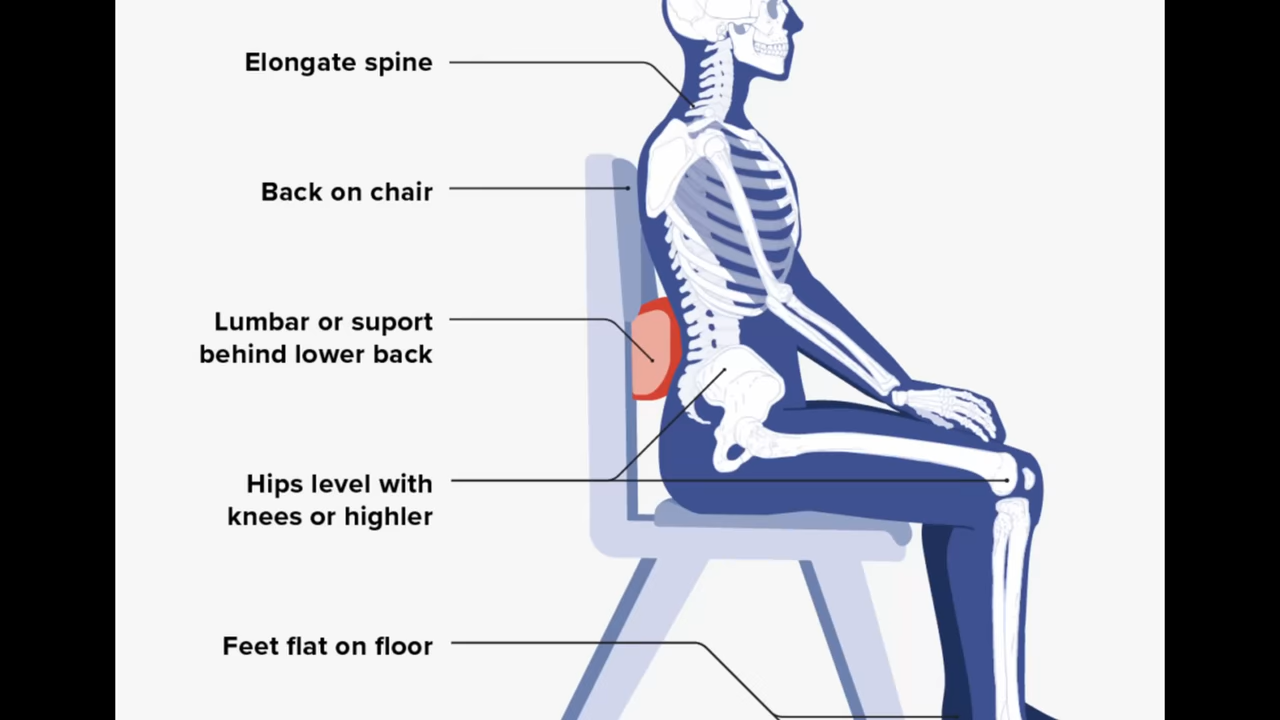 Elongate spine
Back on chair
Lumbar or suport
behind lower back
Hips level with
knees or highler
Feet flat on floor